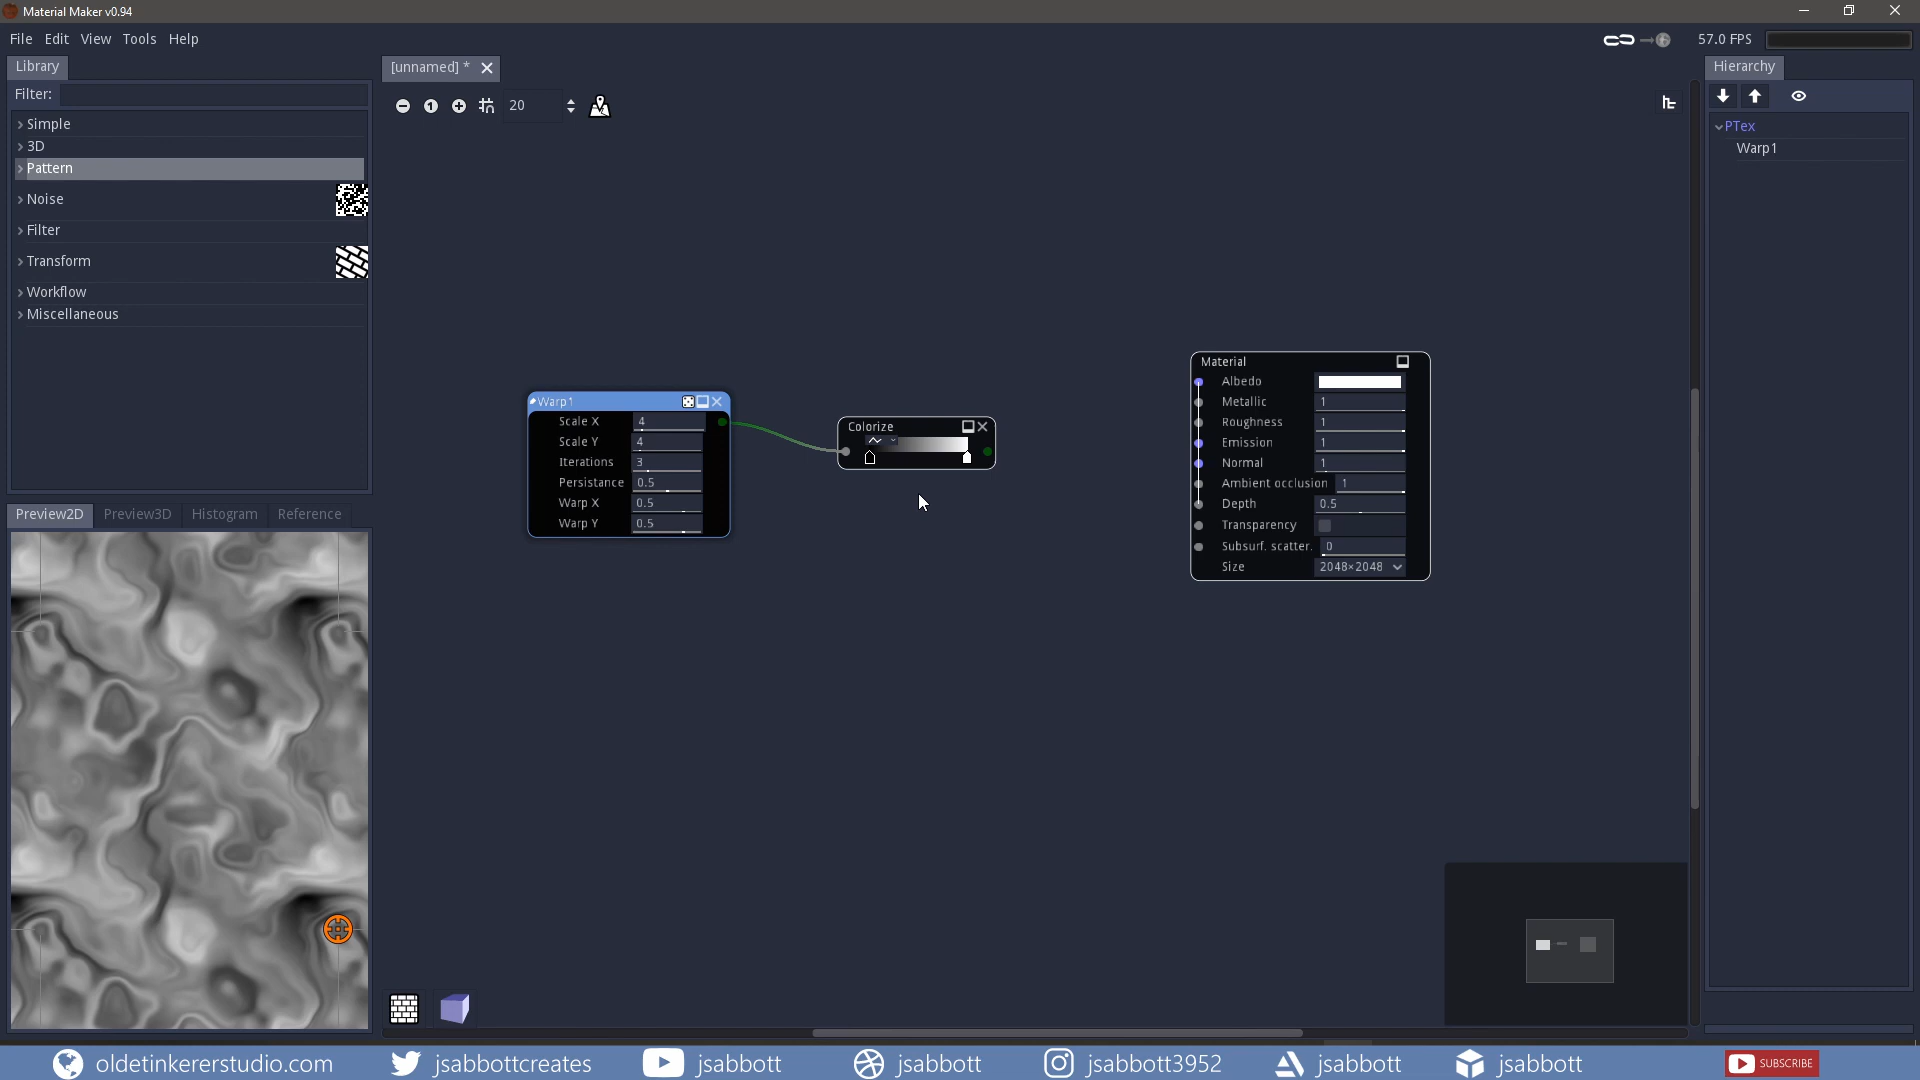 Material Maker v0.94
File Edit View Tools Help
57.0 FPS
Library
[unnamed] *
Hierarchy
Filter:
20
Simple
3D
Pattern
Noise
Filter
Transform
Workflow
Miscellaneous
PTex
Warp1
Warp1
Scale X 4
Scale Y 4
Iterations 3
Persistance 0.5
Warp X 0.5
Warp Y 0.5
Colorize
Material
Albedo
Metallic 1
Roughness 1
Emission 1
Normal 1
Ambient occlusion 1
Depth 0.5
Transparency
Subsurf. scatter. 0
Size 2048×2048
Preview2D Preview3D Histogram Reference
oldetinkererstudio.com jsabbottcreates jsabbott jsabbott jsabbott3952 jsabbott jsabbott SUBSCRIBE